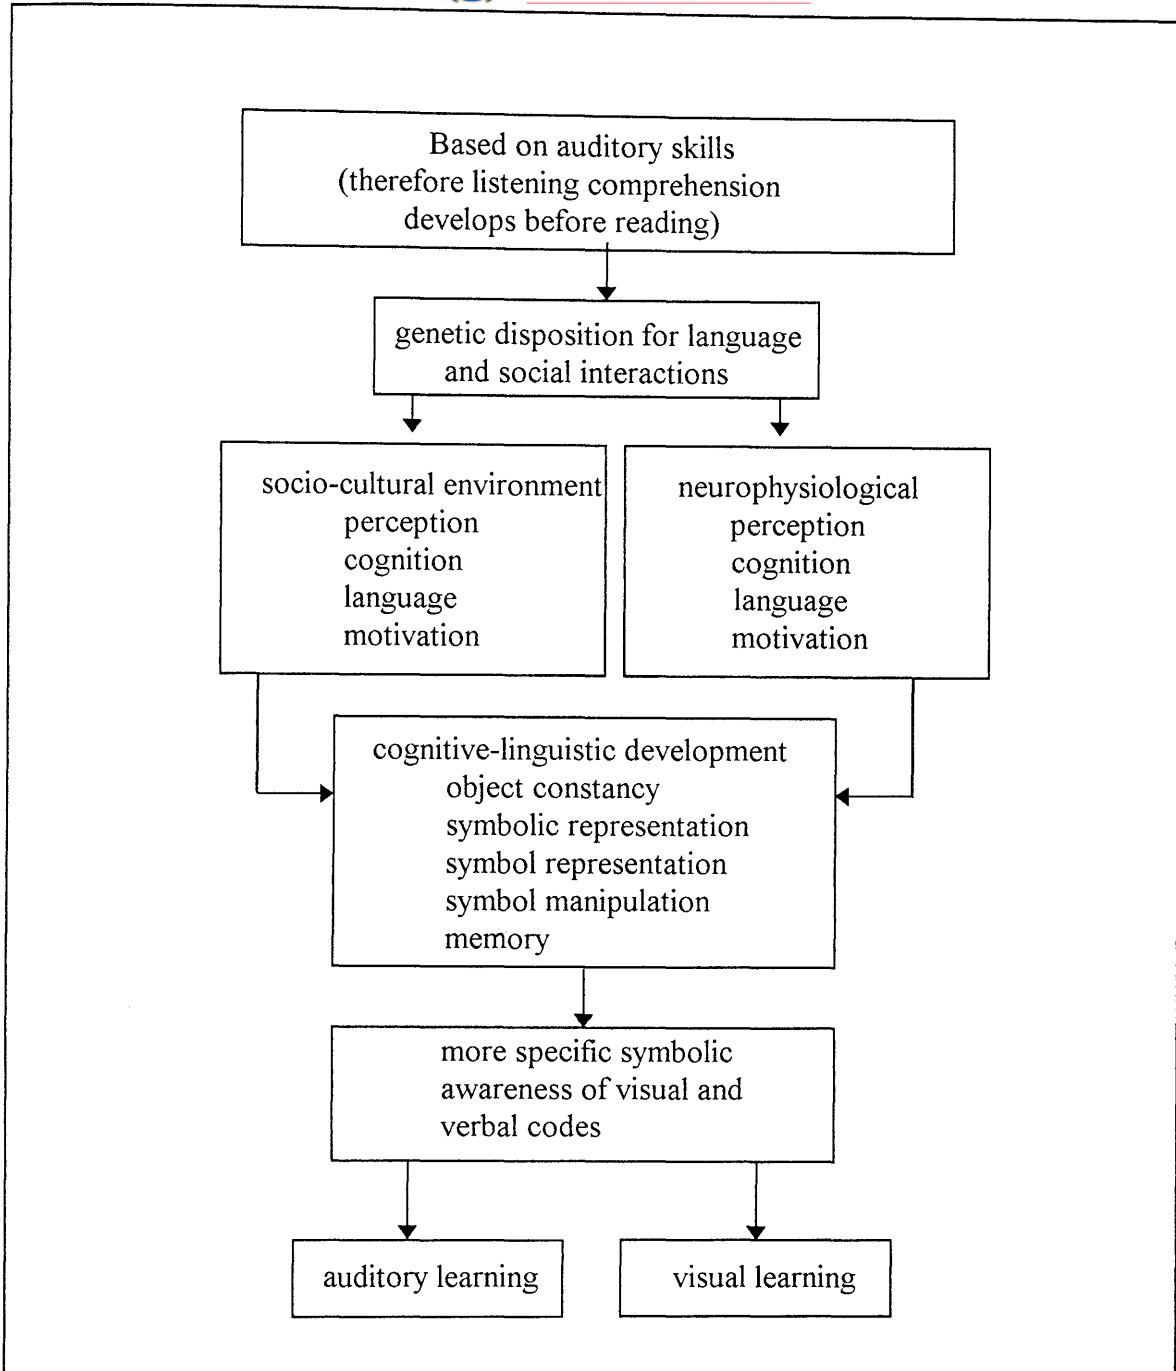 Based on auditory skills
(therefore listening comprehension
develops before reading)
genetic disposition for language
and social interactions
socio-cultural environment
perception
cognition
language
motivation
neurophysiological
perception
cognition
language
motivation
cognitive-linguistic development
object constancy
symbolic representation
symbol representation
symbol manipulation
memory
more specific symbolic
awareness of visual and
verbal codes
auditory learning
visual learning